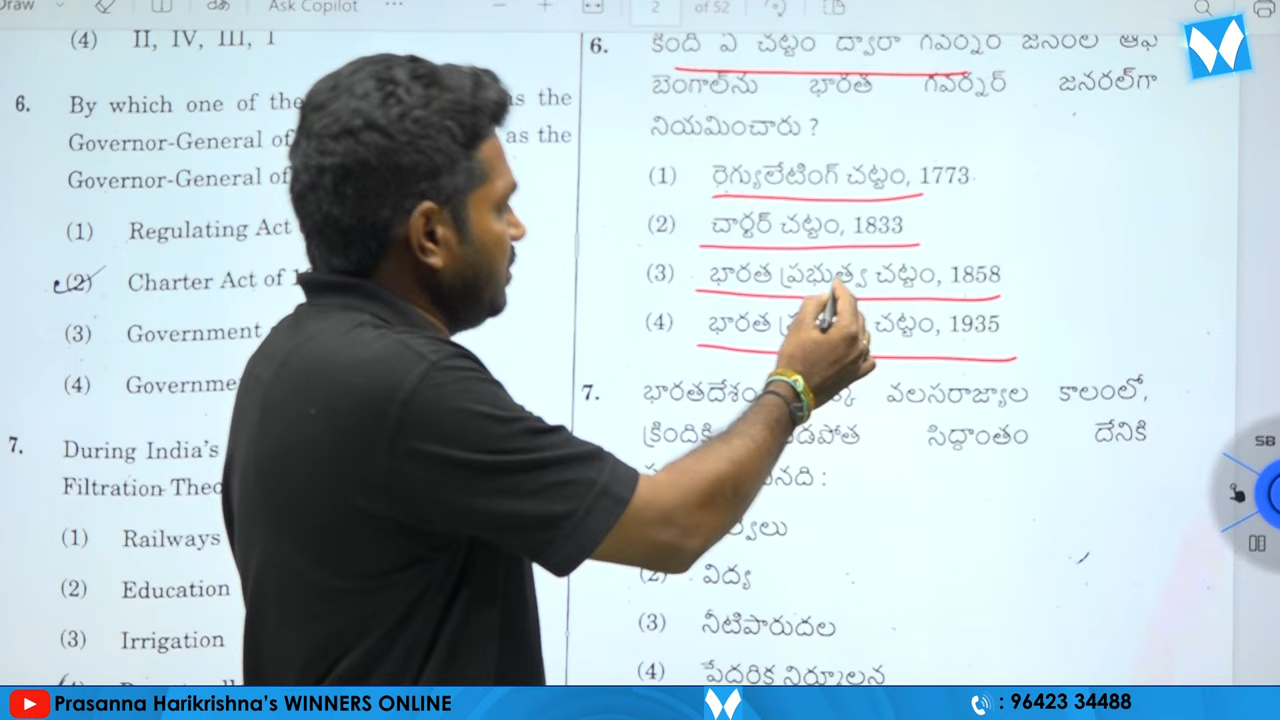 Draw
Ask Copilot
2 of 52
(4) II, IV, III, I
6. By which one of the as the
Governor-General of as the
Governor-General of
(1) Regulating Act
(2) Charter Act of
(3) Government
(4)
7. During India's
Filtration Theo
(1) Railways
(2) Education
(3) Irrigation
6. కింది ఏ చట్టం ద్వారా గవర్నర్ జనరల్ ఆఫ్
బెంగాల్‌ను భారత గవర్నర్ జనరల్‌గా
నియమించారు ?
(1) రెగ్యులేటింగ్ చట్టం, 1773
(2) చార్టర్ చట్టం, 1833
(3) భారత ప్రభుత్వ చట్టం, 1858
(4) భారత చట్టం, 1935
7. భారతదేశం వలసరాజ్యాల కాలంలో,
సిద్ధాంతం దేనికి
(2) విద్య
(3) నీటిపారుదల
(4) పేదరిక నిర్మూలన
Prasanna Harikrishna's WINNERS ONLINE
: 96423 34488